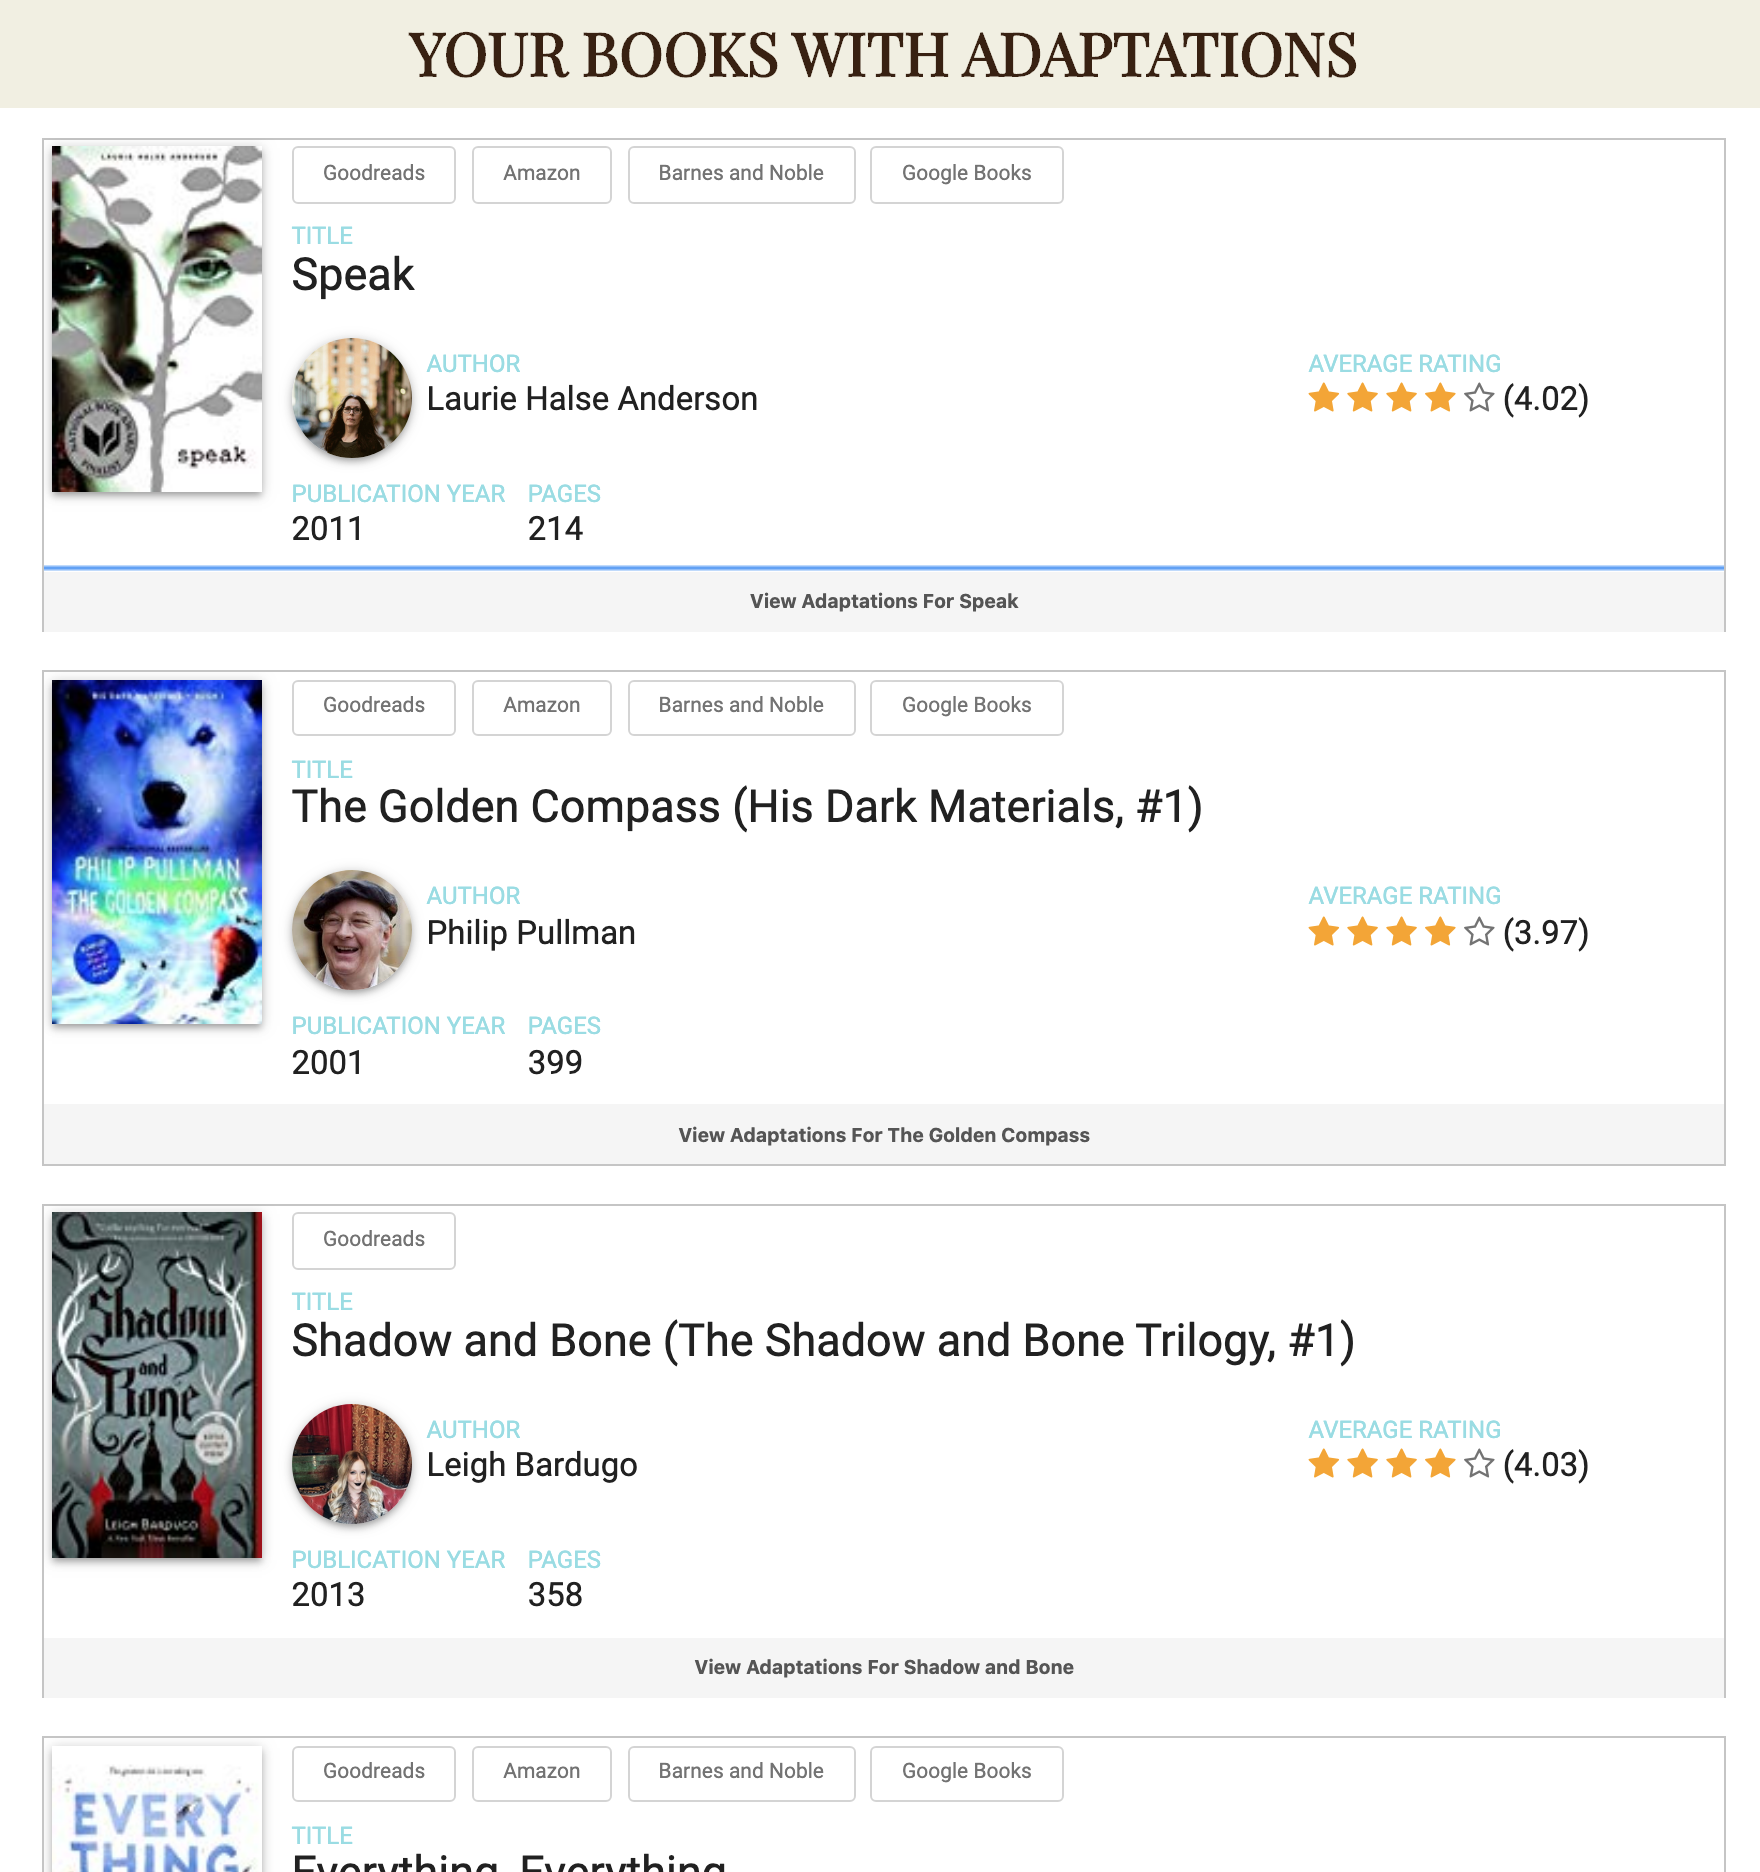 YOUR BOOKS WITH ADAPTATIONS
LAURIE HALSE ANDERSON
NATIONAL BOOK AWARD
FINALIST
speak
Goodreads
Amazon
Barnes and Noble
Google Books
TITLE
Speak
AUTHOR
Laurie Halse Anderson
AVERAGE RATING
(4.02)
PUBLICATION YEAR
PAGES
2011
214
View Adaptations For Speak
PHILIP PULLMAN
THE GOLDEN COMPASS
Goodreads
Amazon
Barnes and Noble
Google Books
TITLE
The Golden Compass (His Dark Materials, #1)
AUTHOR
Philip Pullman
AVERAGE RATING
(3.97)
PUBLICATION YEAR
PAGES
2001
399
View Adaptations For The Golden Compass
Shadow
and
Bone
LEIGH BARDUGO
Goodreads
TITLE
Shadow and Bone (The Shadow and Bone Trilogy, #1)
AUTHOR
Leigh Bardugo
AVERAGE RATING
(4.03)
PUBLICATION YEAR
PAGES
2013
358
View Adaptations For Shadow and Bone
EVERY
THING
Goodreads
Amazon
Barnes and Noble
Google Books
TITLE
Everything, Everything